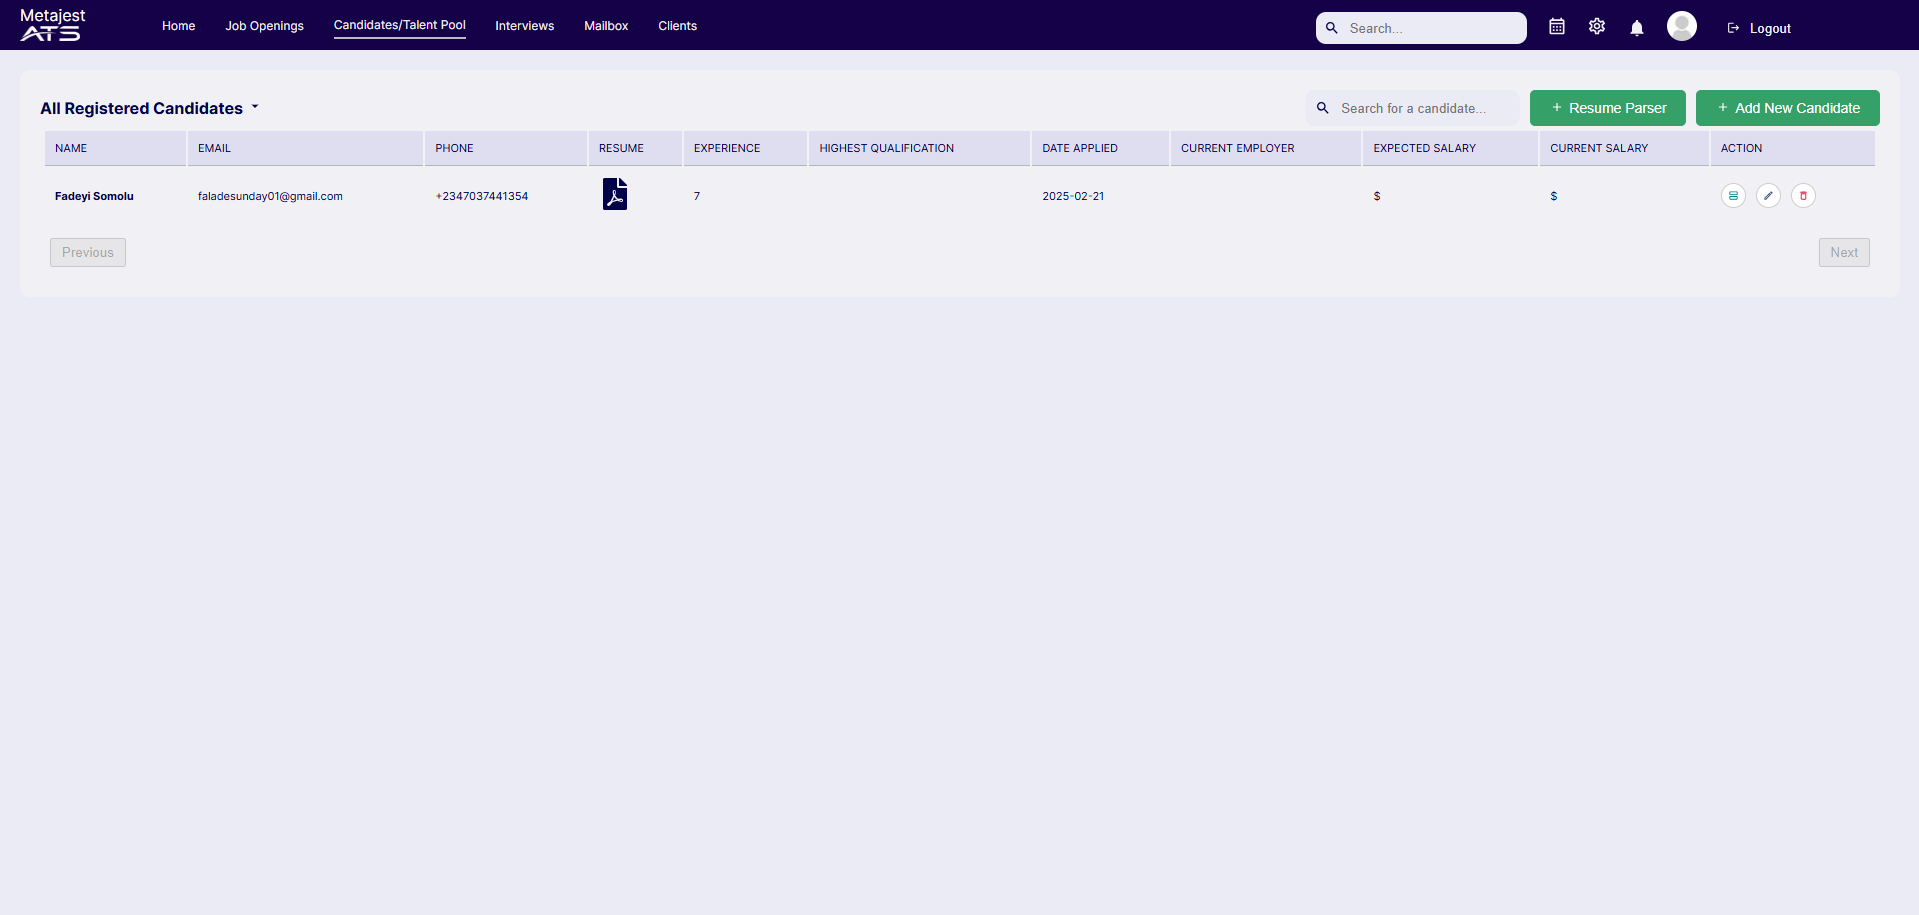 Metajest
ATS
Home Job Openings Candidates/Talent Pool Interviews Mailbox Clients Search... Logout
All Registered Candidates Search for a candidate... + Resume Parser + Add New Candidate
NAME EMAIL PHONE RESUME EXPERIENCE HIGHEST QUALIFICATION DATE APPLIED CURRENT EMPLOYER EXPECTED SALARY CURRENT SALARY ACTION
Fadeyi Somolu faladesunday01@gmail.com +2347037441354 7 2025-02-21 $ $
Previous Next